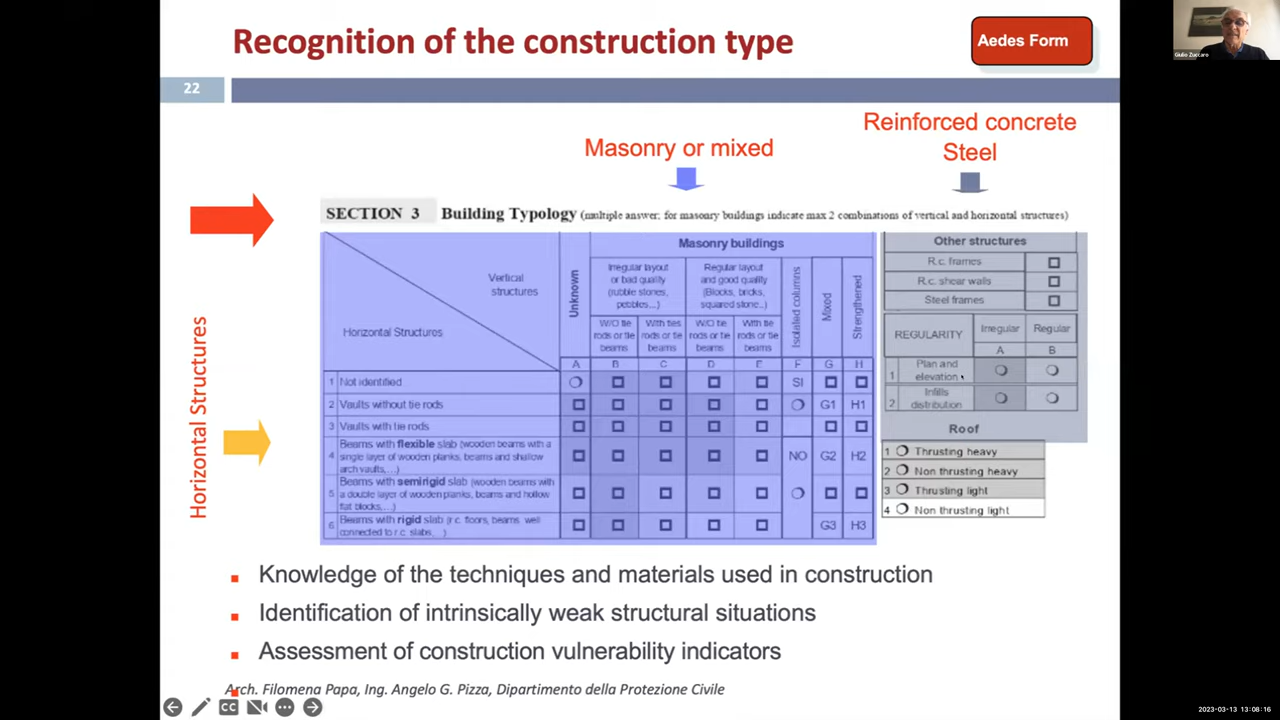 Recognition of the construction type
Aedes Form
Giulio Zuccaro
22
Masonry or mixed
Reinforced concrete
Steel
SECTION 3 Building Typology (multiple answer; for masonry buildings indicate max 2 combinations of vertical and horizontal structures)
Horizontal Structures
Vertical
structures
Horizontal Structures
Unknown
Masonry buildings
Irregular layout
or bad quality
(rubble stones,
pebbles...)
Regular layout
and good quality
(Blocks, bricks,
squared stone..)
W/O tie
rods or tie
beams
With ties
rods or tie
beams
W/O tie
rods or tie
beams
With tie
rods or tie
beams
Isolated columns
Mixed
Strengthened
A B C D E F G H
1 Not identified SI
2 Vaults without tie rods G1 H1
3 Vaults with tie rods
4 Beams with flexible slab (wooden beams with a
single layer of wooden planks, beams and shallow
arch vaults,...) NO G2 H2
5 Beams with semirigid slab (wooden beams with
a double layer of wooden planks, beams and hollow
flat blocks,...)
6 Beams with rigid slab (r.c. floors, beams well
connected to r.c. slabs,...) G3 H3
Other structures
R.c. frames
R.c. shear walls
Steel frames
REGULARITY Irregular Regular
A B
1 Plan and
elevation
2 Infills
distribution
Roof
1 Thrusting heavy
2 Non thrusting heavy
3 Thrusting light
4 Non thrusting light
Knowledge of the techniques and materials used in construction
Identification of intrinsically weak structural situations
Assessment of construction vulnerability indicators
Arch. Filomena Papa, Ing. Angelo G. Pizza, Dipartimento della Protezione Civile
CC
2023-03-13 13:08:16